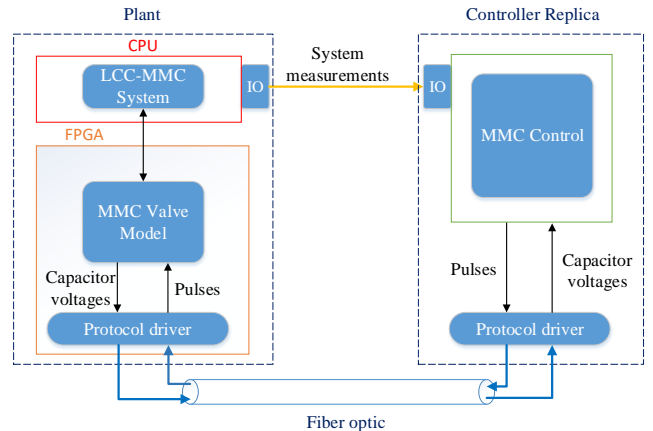 Plant
Controller Replica
CPU
LCC-MMC
System
IO
System
measurements
IO
MMC Control
FPGA
MMC Valve
Model
Capacitor
voltages
Pulses
Pulses
Capacitor
voltages
Protocol driver
Protocol driver
Fiber optic